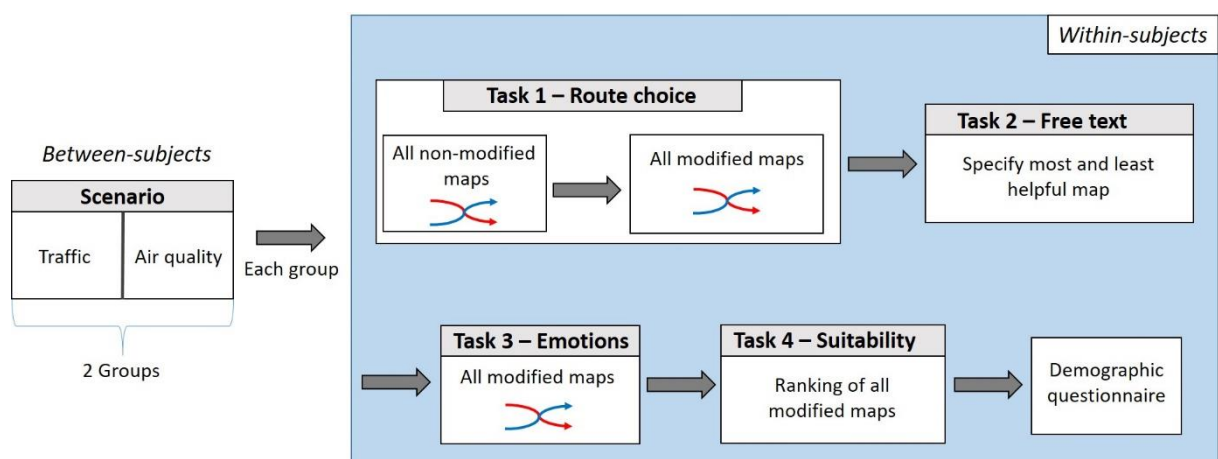 Between-subjects
Scenario
Traffic
Air quality
2 Groups
Each group
Within-subjects
Task 1 – Route choice
All non-modified
maps
All modified maps
Task 2 – Free text
Specify most and least
helpful map
Task 3 – Emotions
All modified maps
Task 4 – Suitability
Ranking of all
modified maps
Demographic
questionnaire